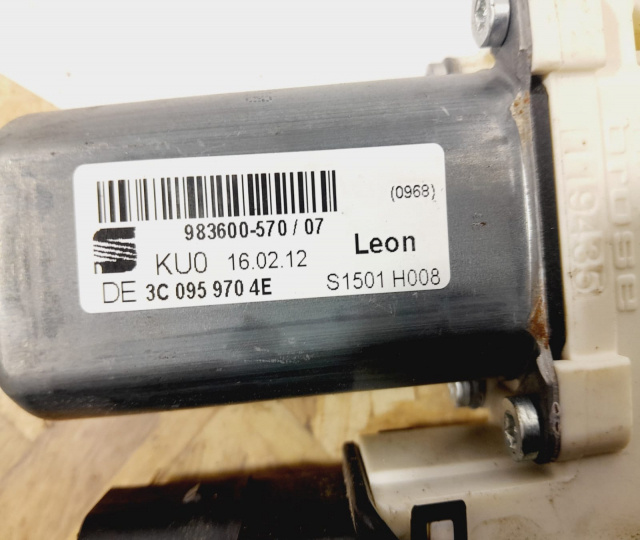 (0968)
983600-570 / 07
Leon
KU0 16.02.12
DE 3C 095 970 4E
S1501 H008